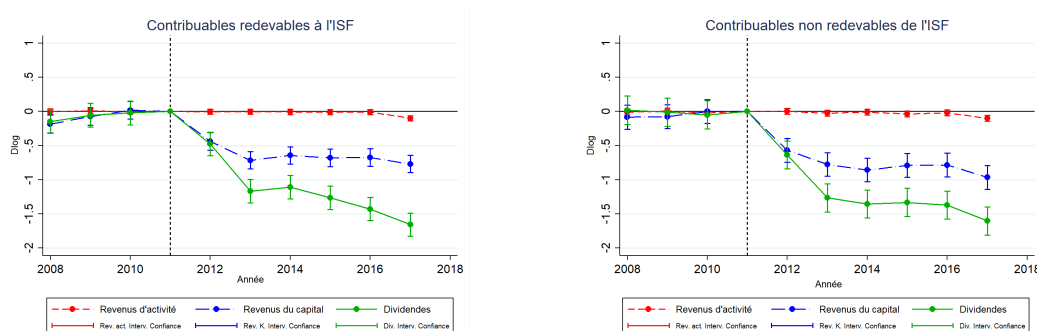 Contribuables redevables à l'ISF
1
.5
0
-.5
-1
-1.5
-2
Dlog
2008 2010 2012 2014 2016 2018
Année
Revenus d'activité Revenus du capital Dividendes
Rev. act. Interv. Confiance Rev. K. Interv. Confiance Div. Interv. Confiance
Contribuables non redevables de l'ISF
1
.5
0
-.5
-1
-1.5
-2
Dlog
2008 2010 2012 2014 2016 2018
Année
Revenus d'activité Revenus du capital Dividendes
Rev. act. Interv. Confiance Rev. K. Interv. Confiance Div. Interv. Confiance